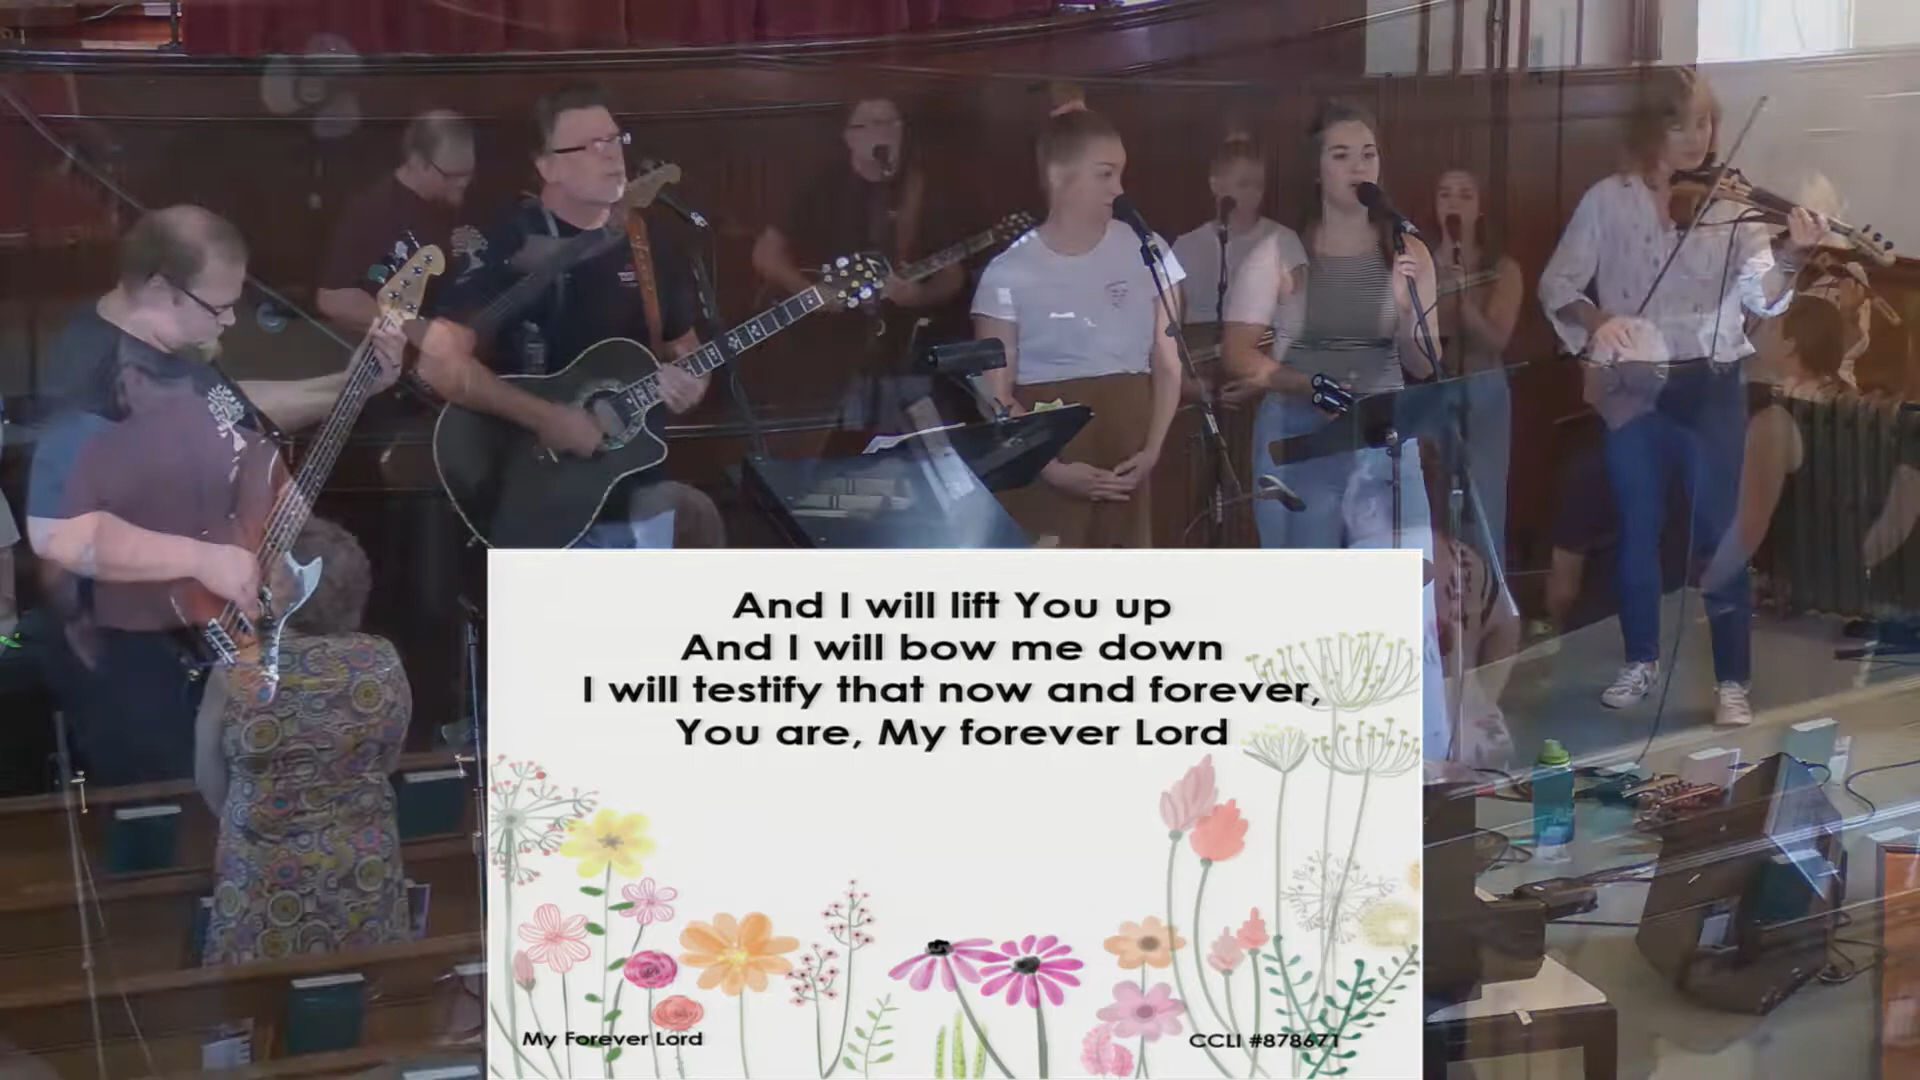 And I will lift You up
And I will bow me down
I will testify that now and forever,
You are, My forever Lord
My Forever Lord
CCLI #878671